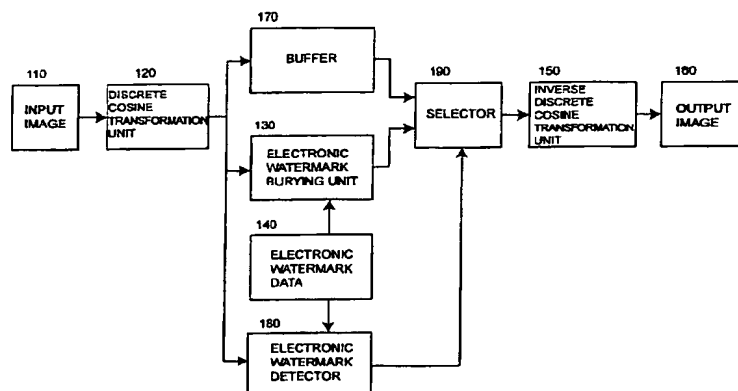 170
BUFFER
110
INPUT
IMAGE
120
DISCRETE
COSINE
TRANSFORMATION
UNIT
190
SELECTOR
150
INVERSE
DISCRETE
COSINE
TRANSFORMATION
UNIT
160
OUTPUT
IMAGE
130
ELECTRONIC
WATERMARK
BURYING UNIT
140
ELECTRONIC
WATERMARK
DATA
180
ELECTRONIC
WATERMARK
DETECTOR